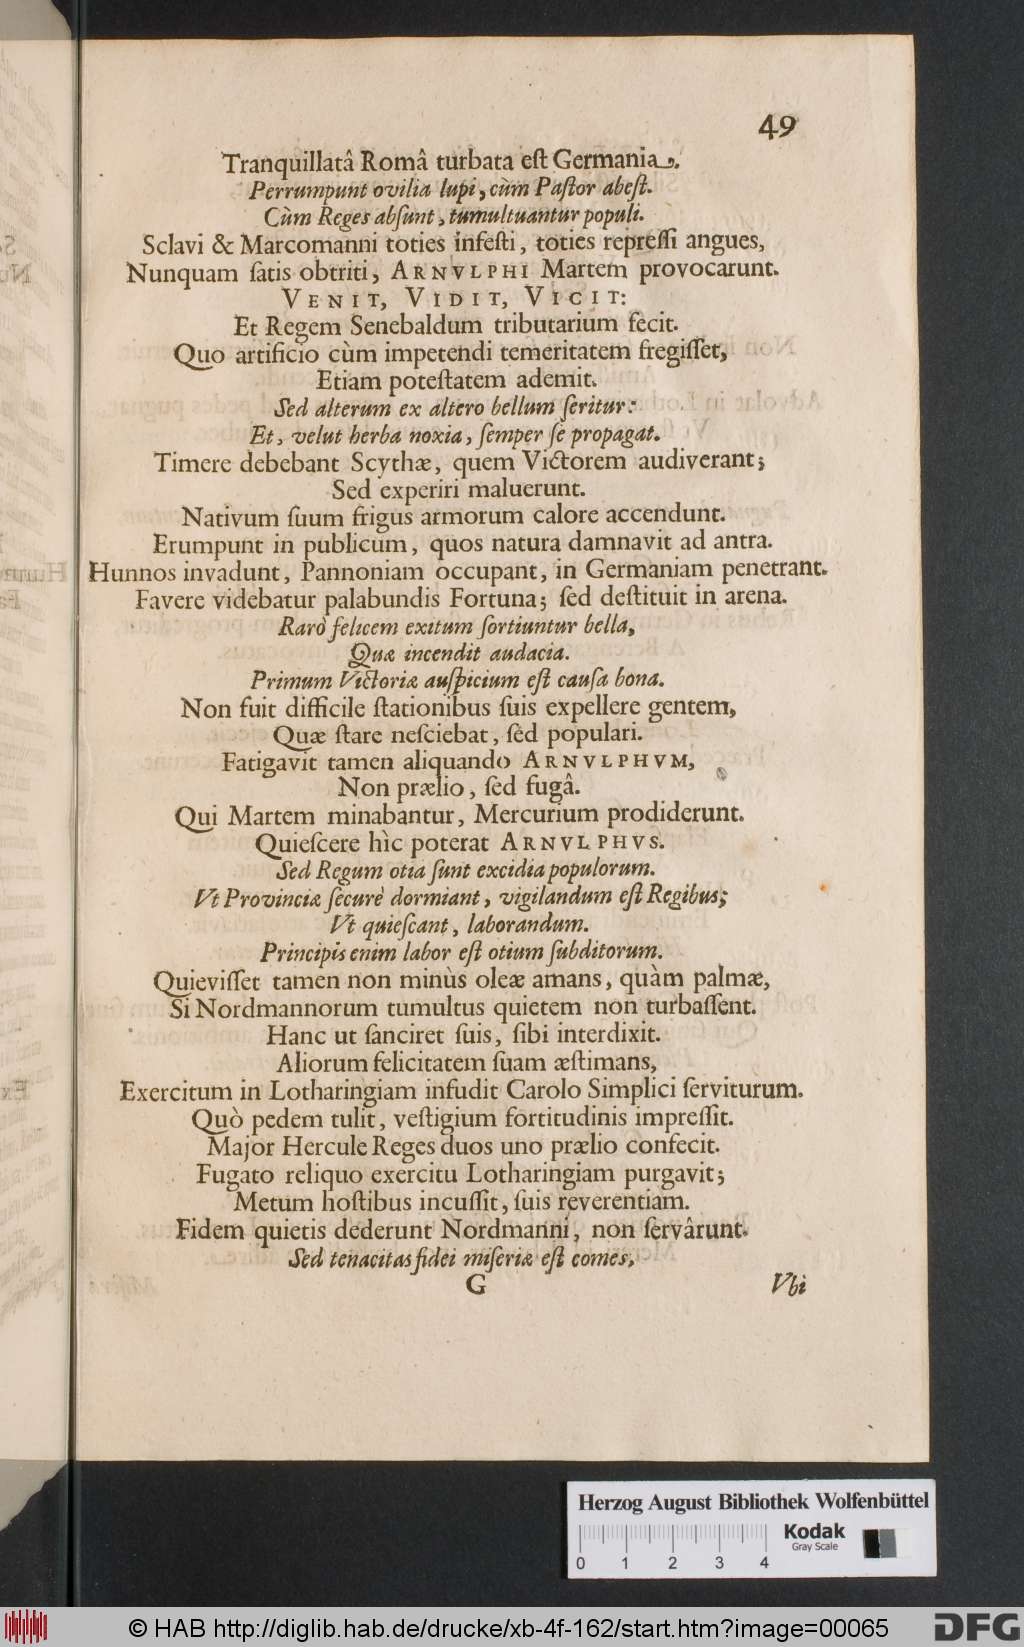 49
Tranquillatâ Româ turbata eſt Germania.
Perrumpunt ovilia lupi, cùm Paſtor abeſt.
Cùm Reges abſunt, tumultuantur populi.
Sclavi & Marcomanni toties infeſti, toties repreſſi angues,
Nunquam ſatis obtriti, ARNVLPHI Martem provocarunt.
VENIT, VIDIT, VICIT:
Et Regem Senebaldum tributarium fecit.
Quo artificio cùm impetendi temeritatem fregiſſet,
Etiam poteſtatem ademit.
Sed alterum ex altero bellum ſeritur:
Et, velut herba noxia, ſemper ſe propagat.
Timere debebant Scythæ, quem Victorem audiverant;
Sed experiri maluerunt.
Nativum ſuum frigus armorum calore accendunt.
Erumpunt in publicum, quos natura damnavit ad antra.
Hunnos invadunt, Pannoniam occupant, in Germaniam penetrant.
Favere videbatur palabundis Fortuna; ſed deſtituit in arena.
Rarò felicem exitum ſortiuntur bella,
Quæ incendit audacia.
Primum Victoriæ auſpicium eſt cauſa bona.
Non fuit difficile ſtationibus ſuis expellere gentem,
Quæ ſtare neſciebat, ſèd populari.
Fatigavit tamen aliquando ARNVLPHVM,
Non prælio, ſed fugâ.
Qui Martem minabantur, Mercurium prodiderunt.
Quieſcere hìc poterat ARNVLPHVS.
Sed Regum otia ſunt excidia populorum.
Vt Provinciæ ſecurè dormiant, vigilandum eſt Regibus;
Vt quieſcant, laborandum.
Principis enim labor eſt otium ſubditorum.
Quieviſſet tamen non minùs oleæ amans, quàm palmæ,
Si Nordmannorum tumultus quietem non turbaſſent.
Hanc ut ſanciret ſuis, ſibi interdixit.
Aliorum felicitatem ſuam æſtimans,
Exercitum in Lotharingiam infudit Carolo Simplici ſerviturum.
Quò pedem tulit, veſtigium fortitudinis impreſſit.
Major Hercule Reges duos uno prælio confecit.
Fugato reliquo exercitu Lotharingiam purgavit;
Metum hoſtibus incuſſit, ſuis reverentiam.
Fidem quietis dederunt Nordmanni, non ſervârunt.
Sed tenacitas fidei miſeriæ eſt comes,
G Vbi
Herzog August Bibliothek Wolfenbüttel
Kodak
Gray Scale
0 1 2 3 4
© HAB http://diglib.hab.de/drucke/xb-4f-162/start.htm?image=00065
DFG